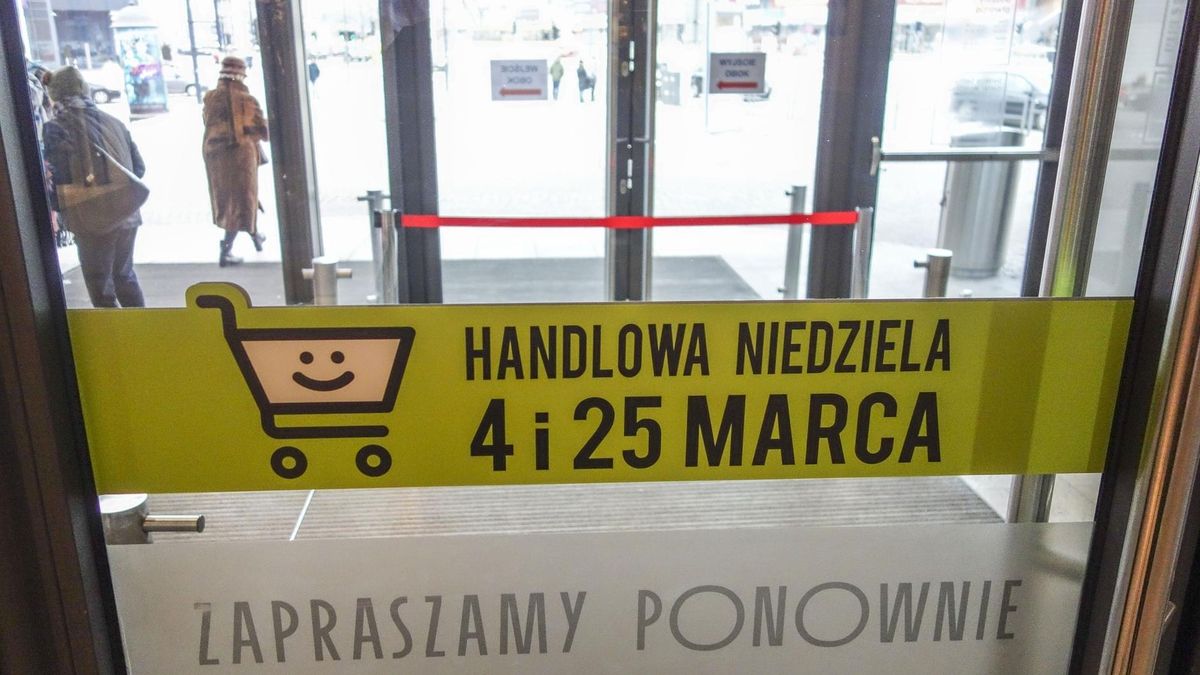 WEJŚCIE
OBOK
WYJŚCIE
OBOK
HANDLOWA NIEDZIELA
4 i 25 MARCA
ZAPRASZAMY PONOWNIE